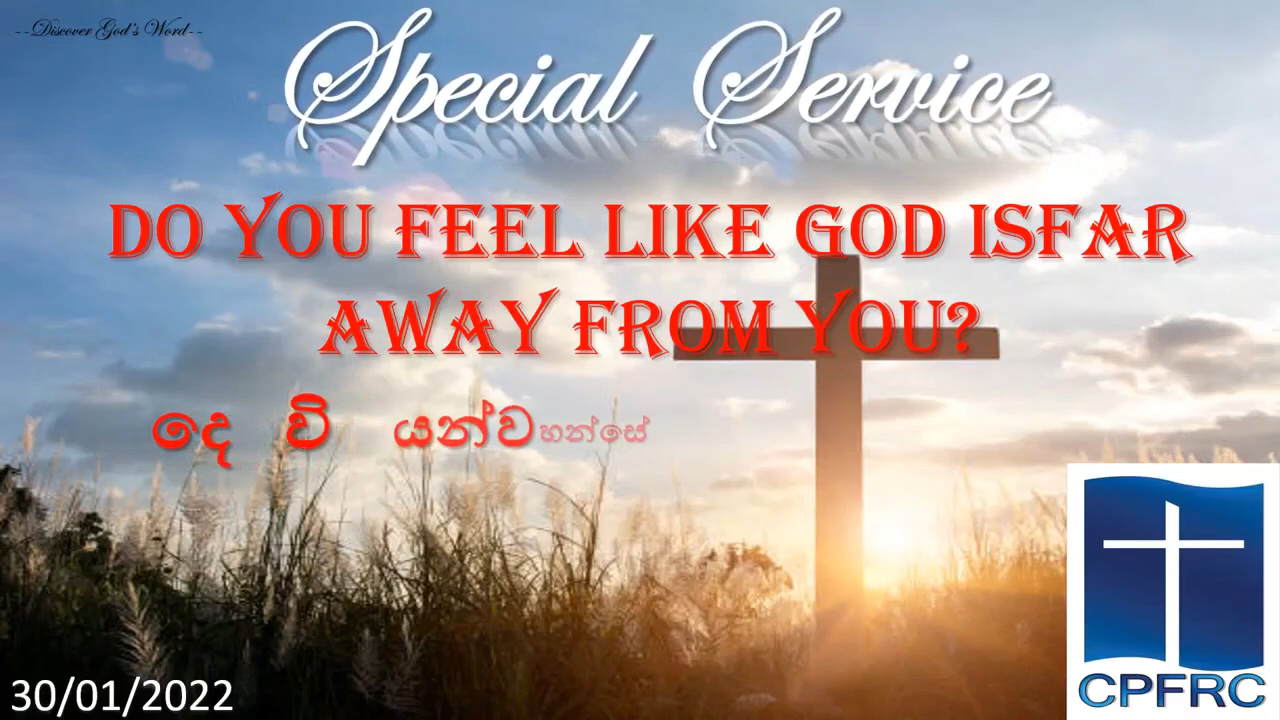 --Discover God's Word--
Special Service
DO YOU FEEL LIKE GOD ISFAR
AWAY FROM YOU?
දෙ වි යන්ව හන්සේ
30/01/2022
CPFRC